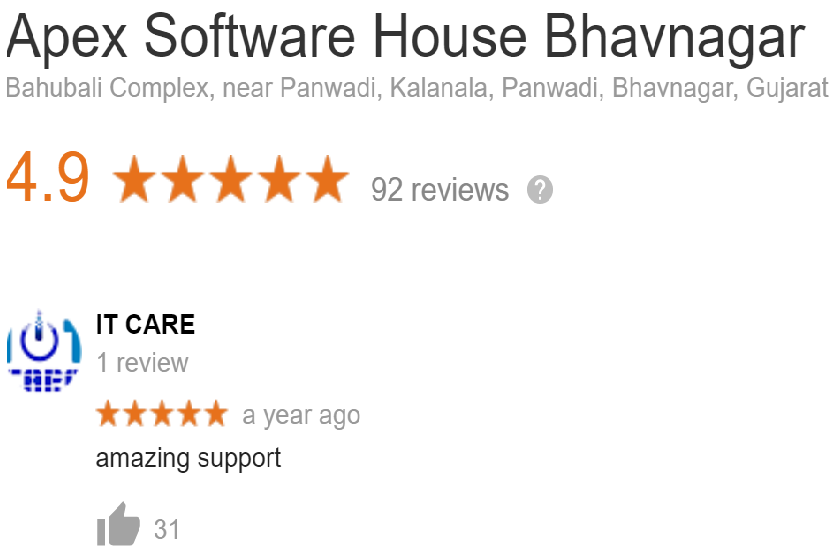 Apex Software House Bhavnagar
Bahubali Complex, near Panwadi, Kalanala, Panwadi, Bhavnagar, Gujarat
4.9 92 reviews ?
IT CARE
1 review
a year ago
amazing support
31